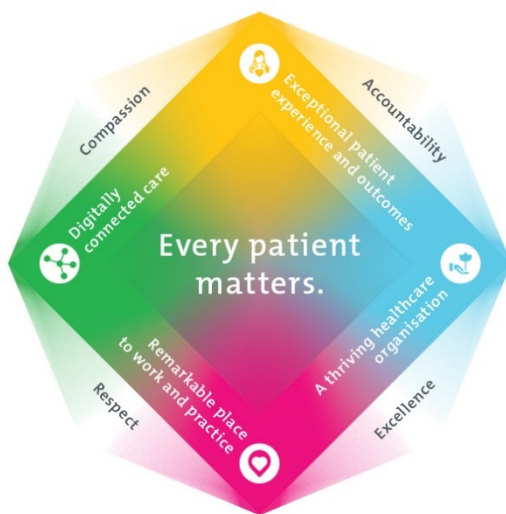 Compassion
Accountability
Exceptional patient
experience and outcomes
Digitally
connected care
Every patient
matters.
Remarkable place
to work and practice
A thriving healthcare
organisation
Respect
Excellence